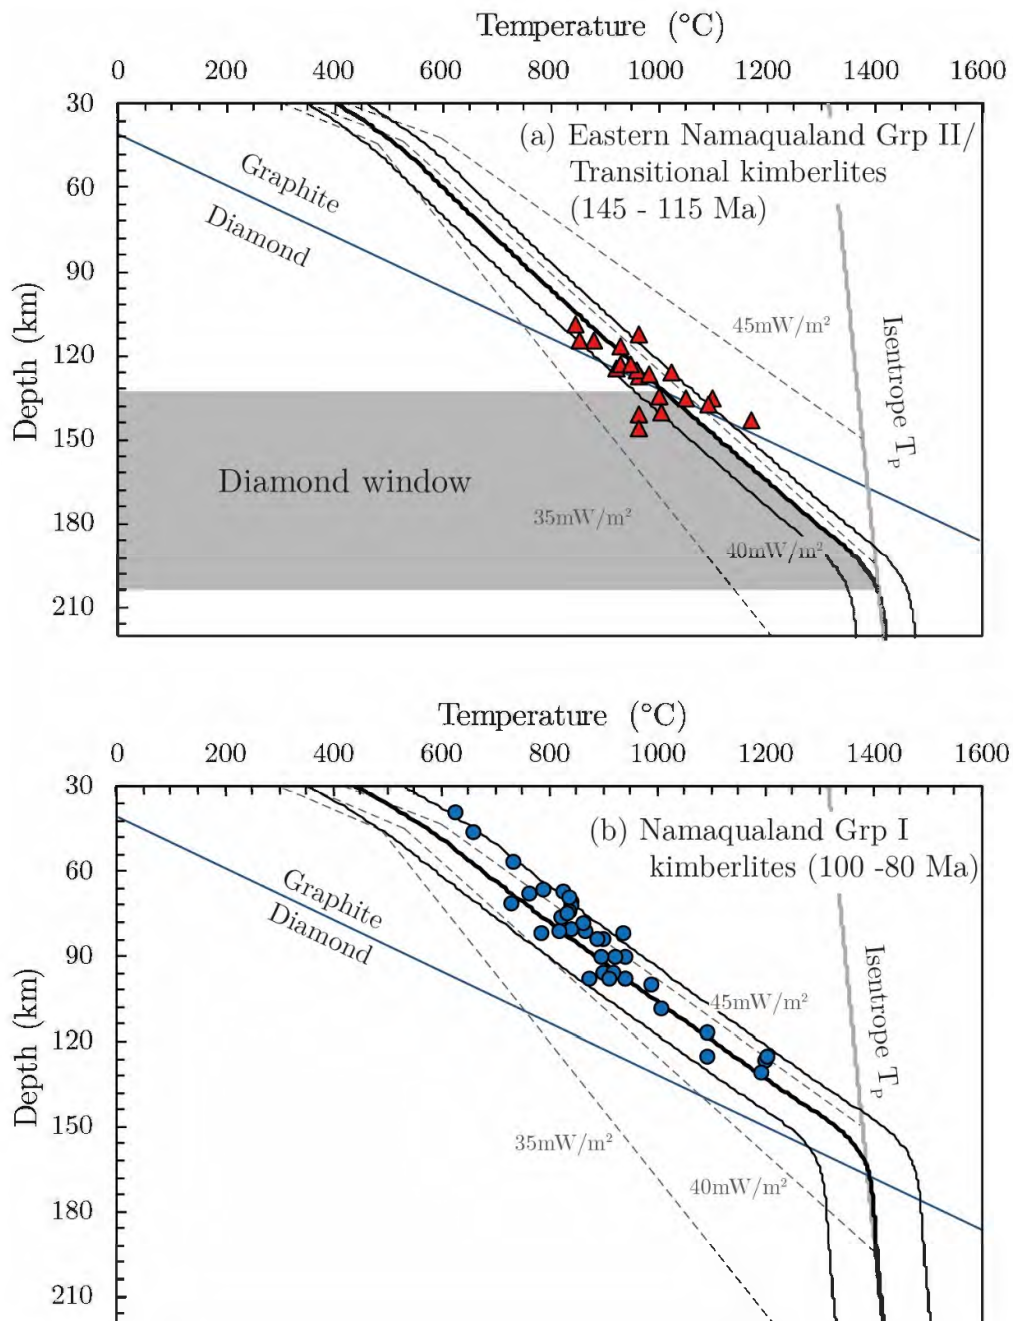 Temperature (°C)
0 200 400 600 800 1000 1200 1400 1600
30
60
90
120
150
180
210
Depth (km)
(a) Eastern Namaqualand Grp II/
Transitional kimberlites
(145 - 115 Ma)
Graphite
Diamond
45mW/m²
Isentrope T_P
Diamond window
35mW/m²
40mW/m²
Temperature (°C)
0 200 400 600 800 1000 1200 1400 1600
30
60
90
120
150
180
210
Depth (km)
(b) Namaqualand Grp I
kimberlites (100 -80 Ma)
Graphite
Diamond
45mW/m²
Isentrope T_P
35mW/m²
40mW/m²